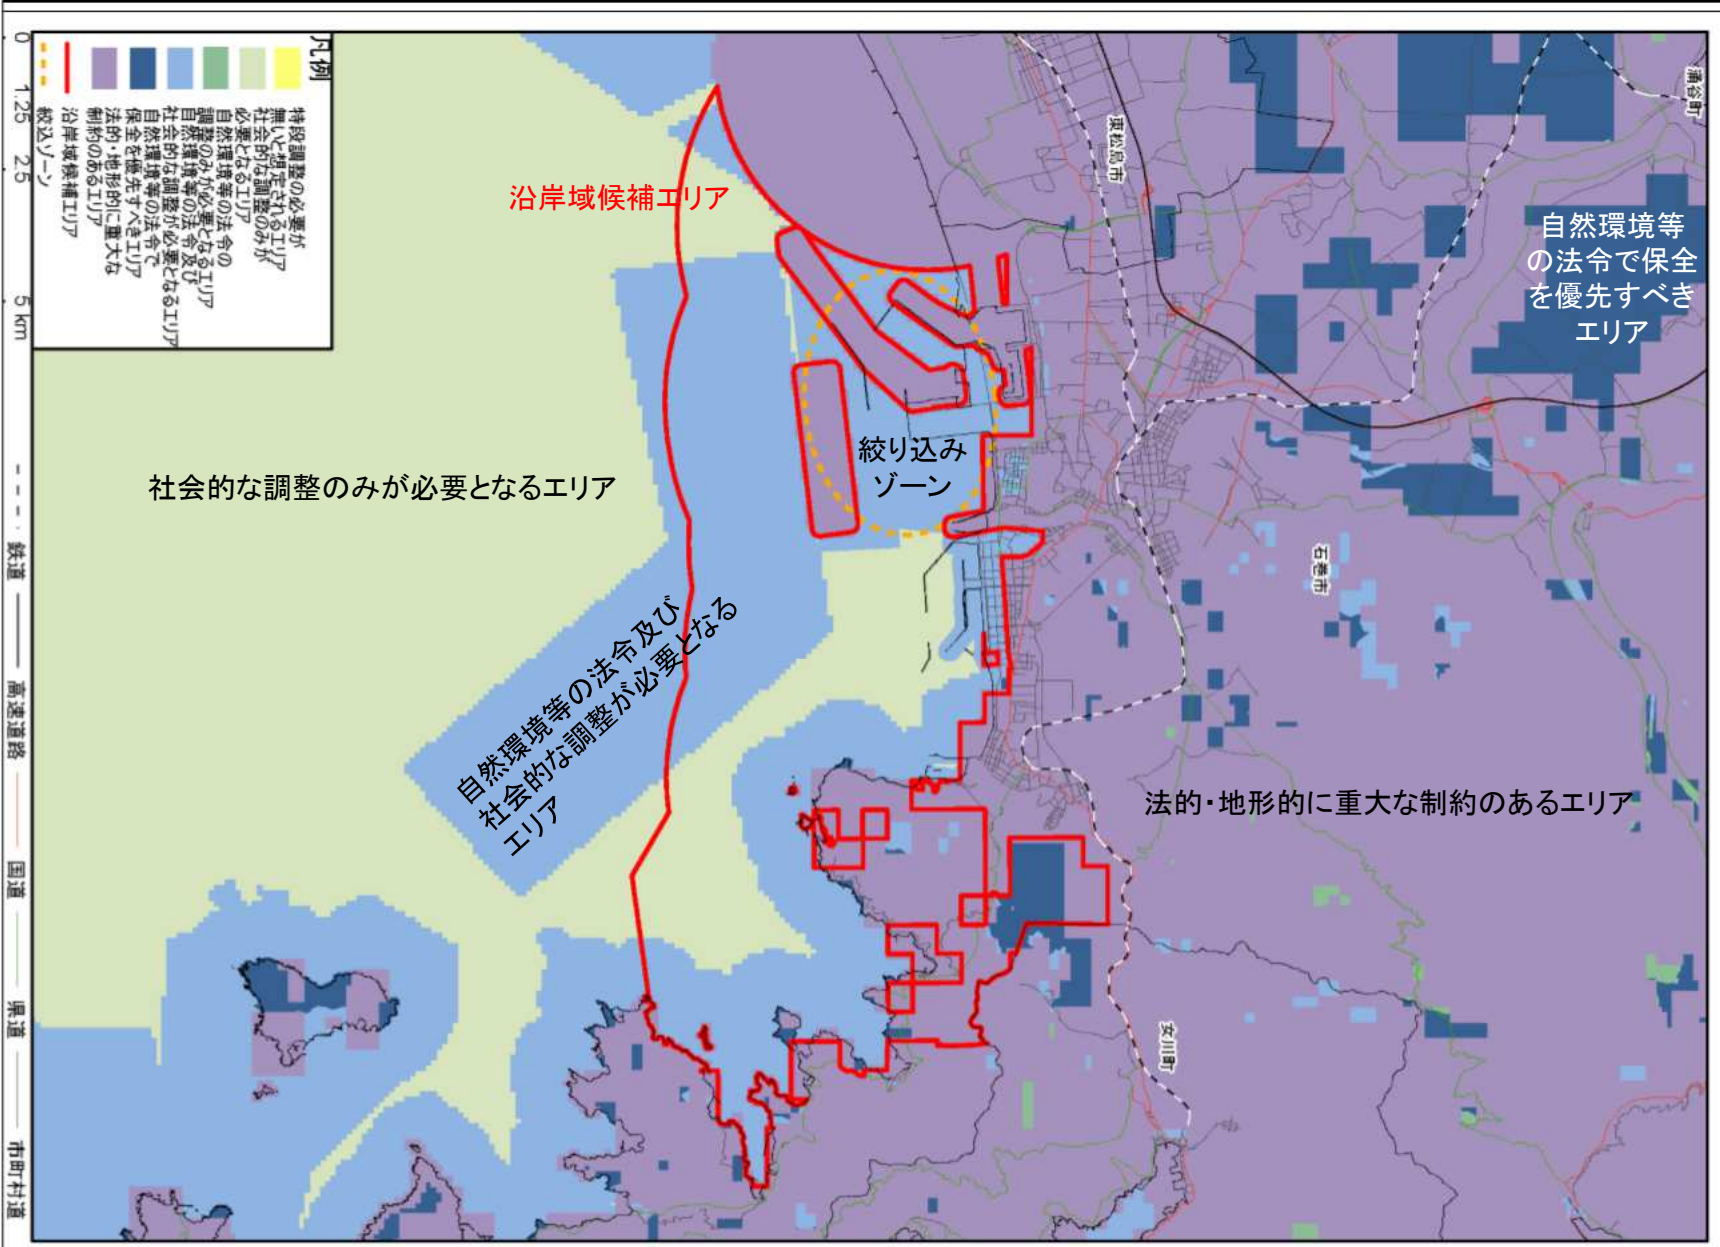 凡例
特段調整の必要が
無いと想定されるエリア
社会的な調整のみが
必要となるエリア
自然環境等の法令の
調整のみが必要となるエリア
自然環境等の法令及び
社会的な調整が必要となるエリア
自然環境等の法令で
保全を優先すべきエリア
法的・地形的に重大な
制約のあるエリア
沿岸域候補エリア
絞込ゾーン
0 1.25 2.5 5 km
鉄道
高速道路
国道
県道
市町村道
涌谷町
東松島市
石巻市
女川町
沿岸域候補エリア
自然環境等
の法令で保全
を優先すべき
エリア
絞り込み
ゾーン
社会的な調整のみが必要となるエリア
自然環境等の法令及び
社会的な調整が必要となる
エリア
法的・地形的に重大な制約のあるエリア